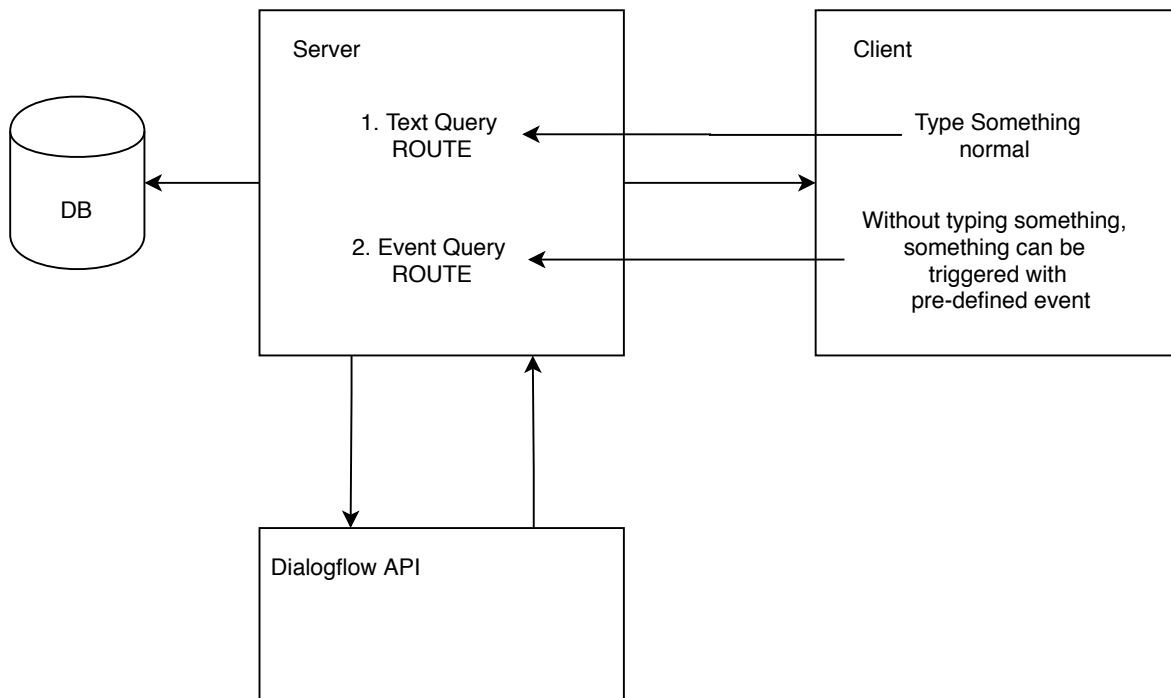 Server
Client
1. Text Query
ROUTE
Type Something
normal
DB
2. Event Query
ROUTE
Without typing something,
something can be
triggered with
pre-defined event
Dialogflow API